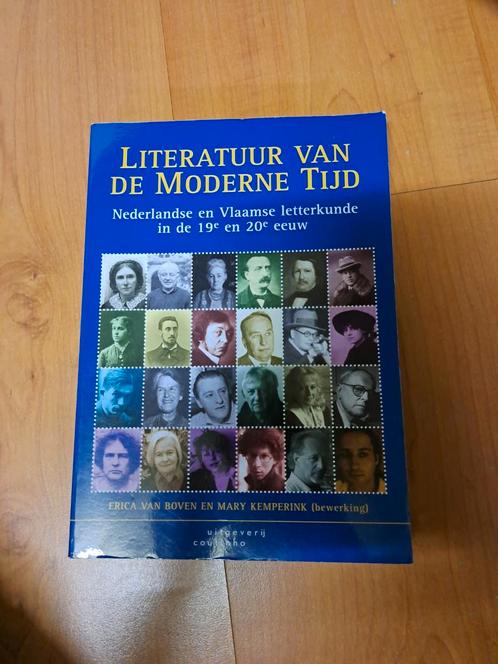 LITERATUUR VAN
DE MODERNE TIJD
Nederlandse en Vlaamse letterkunde
in de 19e en 20e eeuw
ERICA VAN BOVEN EN MARY KEMPERINK (bewerking)
uitgeverij
coutinho